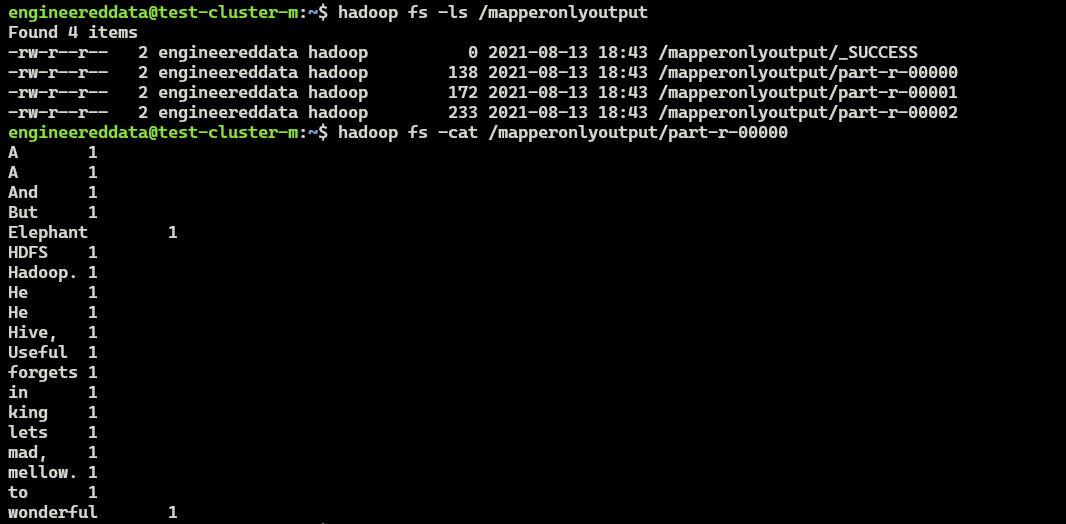 engineereddata@test-cluster-m:~$ hadoop fs -ls /mapperonlyoutput
Found 4 items
-rw-r--r--   2 engineereddata hadoop          0 2021-08-13 18:43 /mapperonlyoutput/_SUCCESS
-rw-r--r--   2 engineereddata hadoop        138 2021-08-13 18:43 /mapperonlyoutput/part-r-00000
-rw-r--r--   2 engineereddata hadoop        172 2021-08-13 18:43 /mapperonlyoutput/part-r-00001
-rw-r--r--   2 engineereddata hadoop        233 2021-08-13 18:43 /mapperonlyoutput/part-r-00002
engineereddata@test-cluster-m:~$ hadoop fs -cat /mapperonlyoutput/part-r-00000
A       1
A       1
And     1
But     1
Elephant        1
HDFS    1
Hadoop. 1
He      1
He      1
Hive,   1
Useful  1
forgets 1
in      1
king    1
lets    1
mad,    1
mellow. 1
to      1
wonderful       1